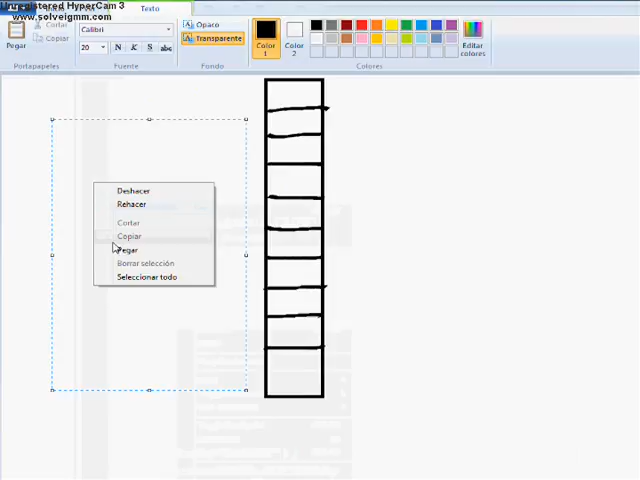 Unregistered HyperCam 3
www.solveigmm.com
Texto
Cortar
Copiar
Pegar
Portapapeles
Calibri
20
N K S abc
Fuente
Opaco
Transparente
Fondo
Color 1
Color 2
Editar colores
Colores
Deshacer
Rehacer
Cortar
Copiar
Pegar
Borrar selección
Seleccionar todo